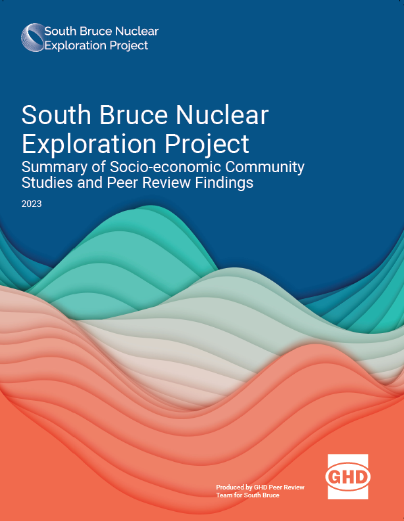 South Bruce Nuclear
Exploration Project
South Bruce Nuclear
Exploration Project
Summary of Socio-economic Community
Studies and Peer Review Findings
2023
Produced by GHD Peer Review
Team for South Bruce
GHD